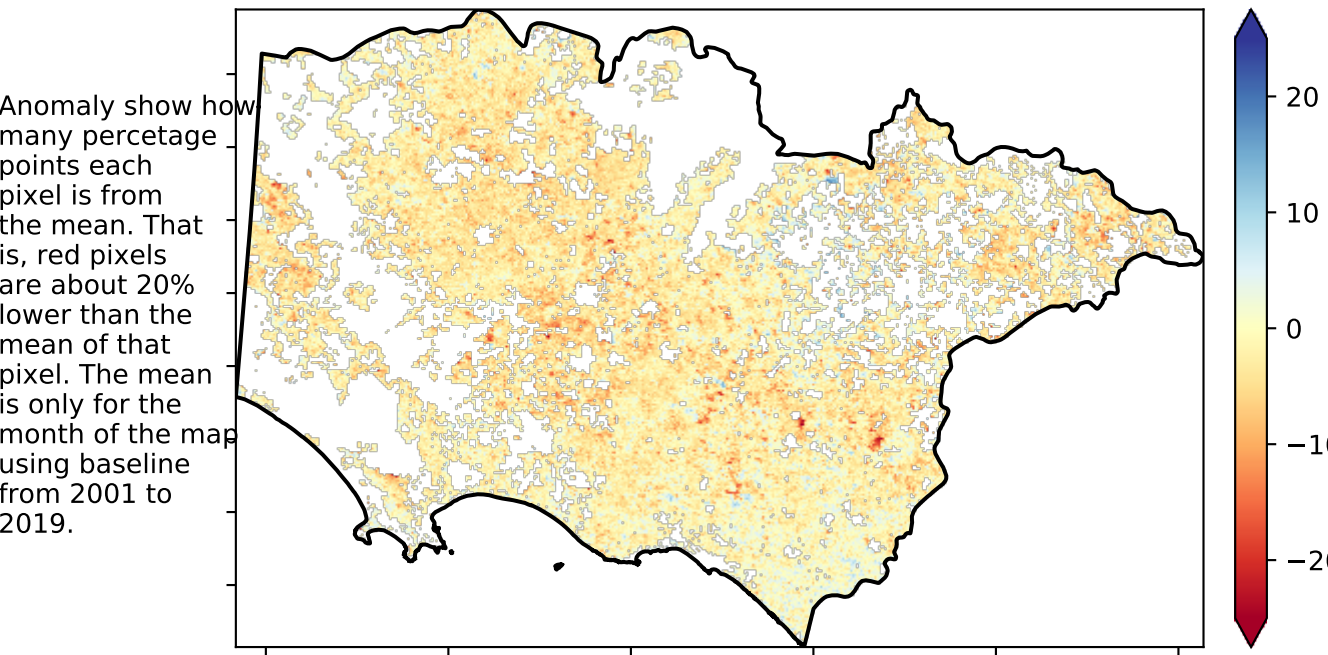 Anomaly show how
many percetage
points each
pixel is from
the mean. That
is, red pixels
are about 20%
lower than the
mean of that
pixel. The mean
is only for the
month of the map
using baseline
from 2001 to
2019.
20
10
0
−10
−20